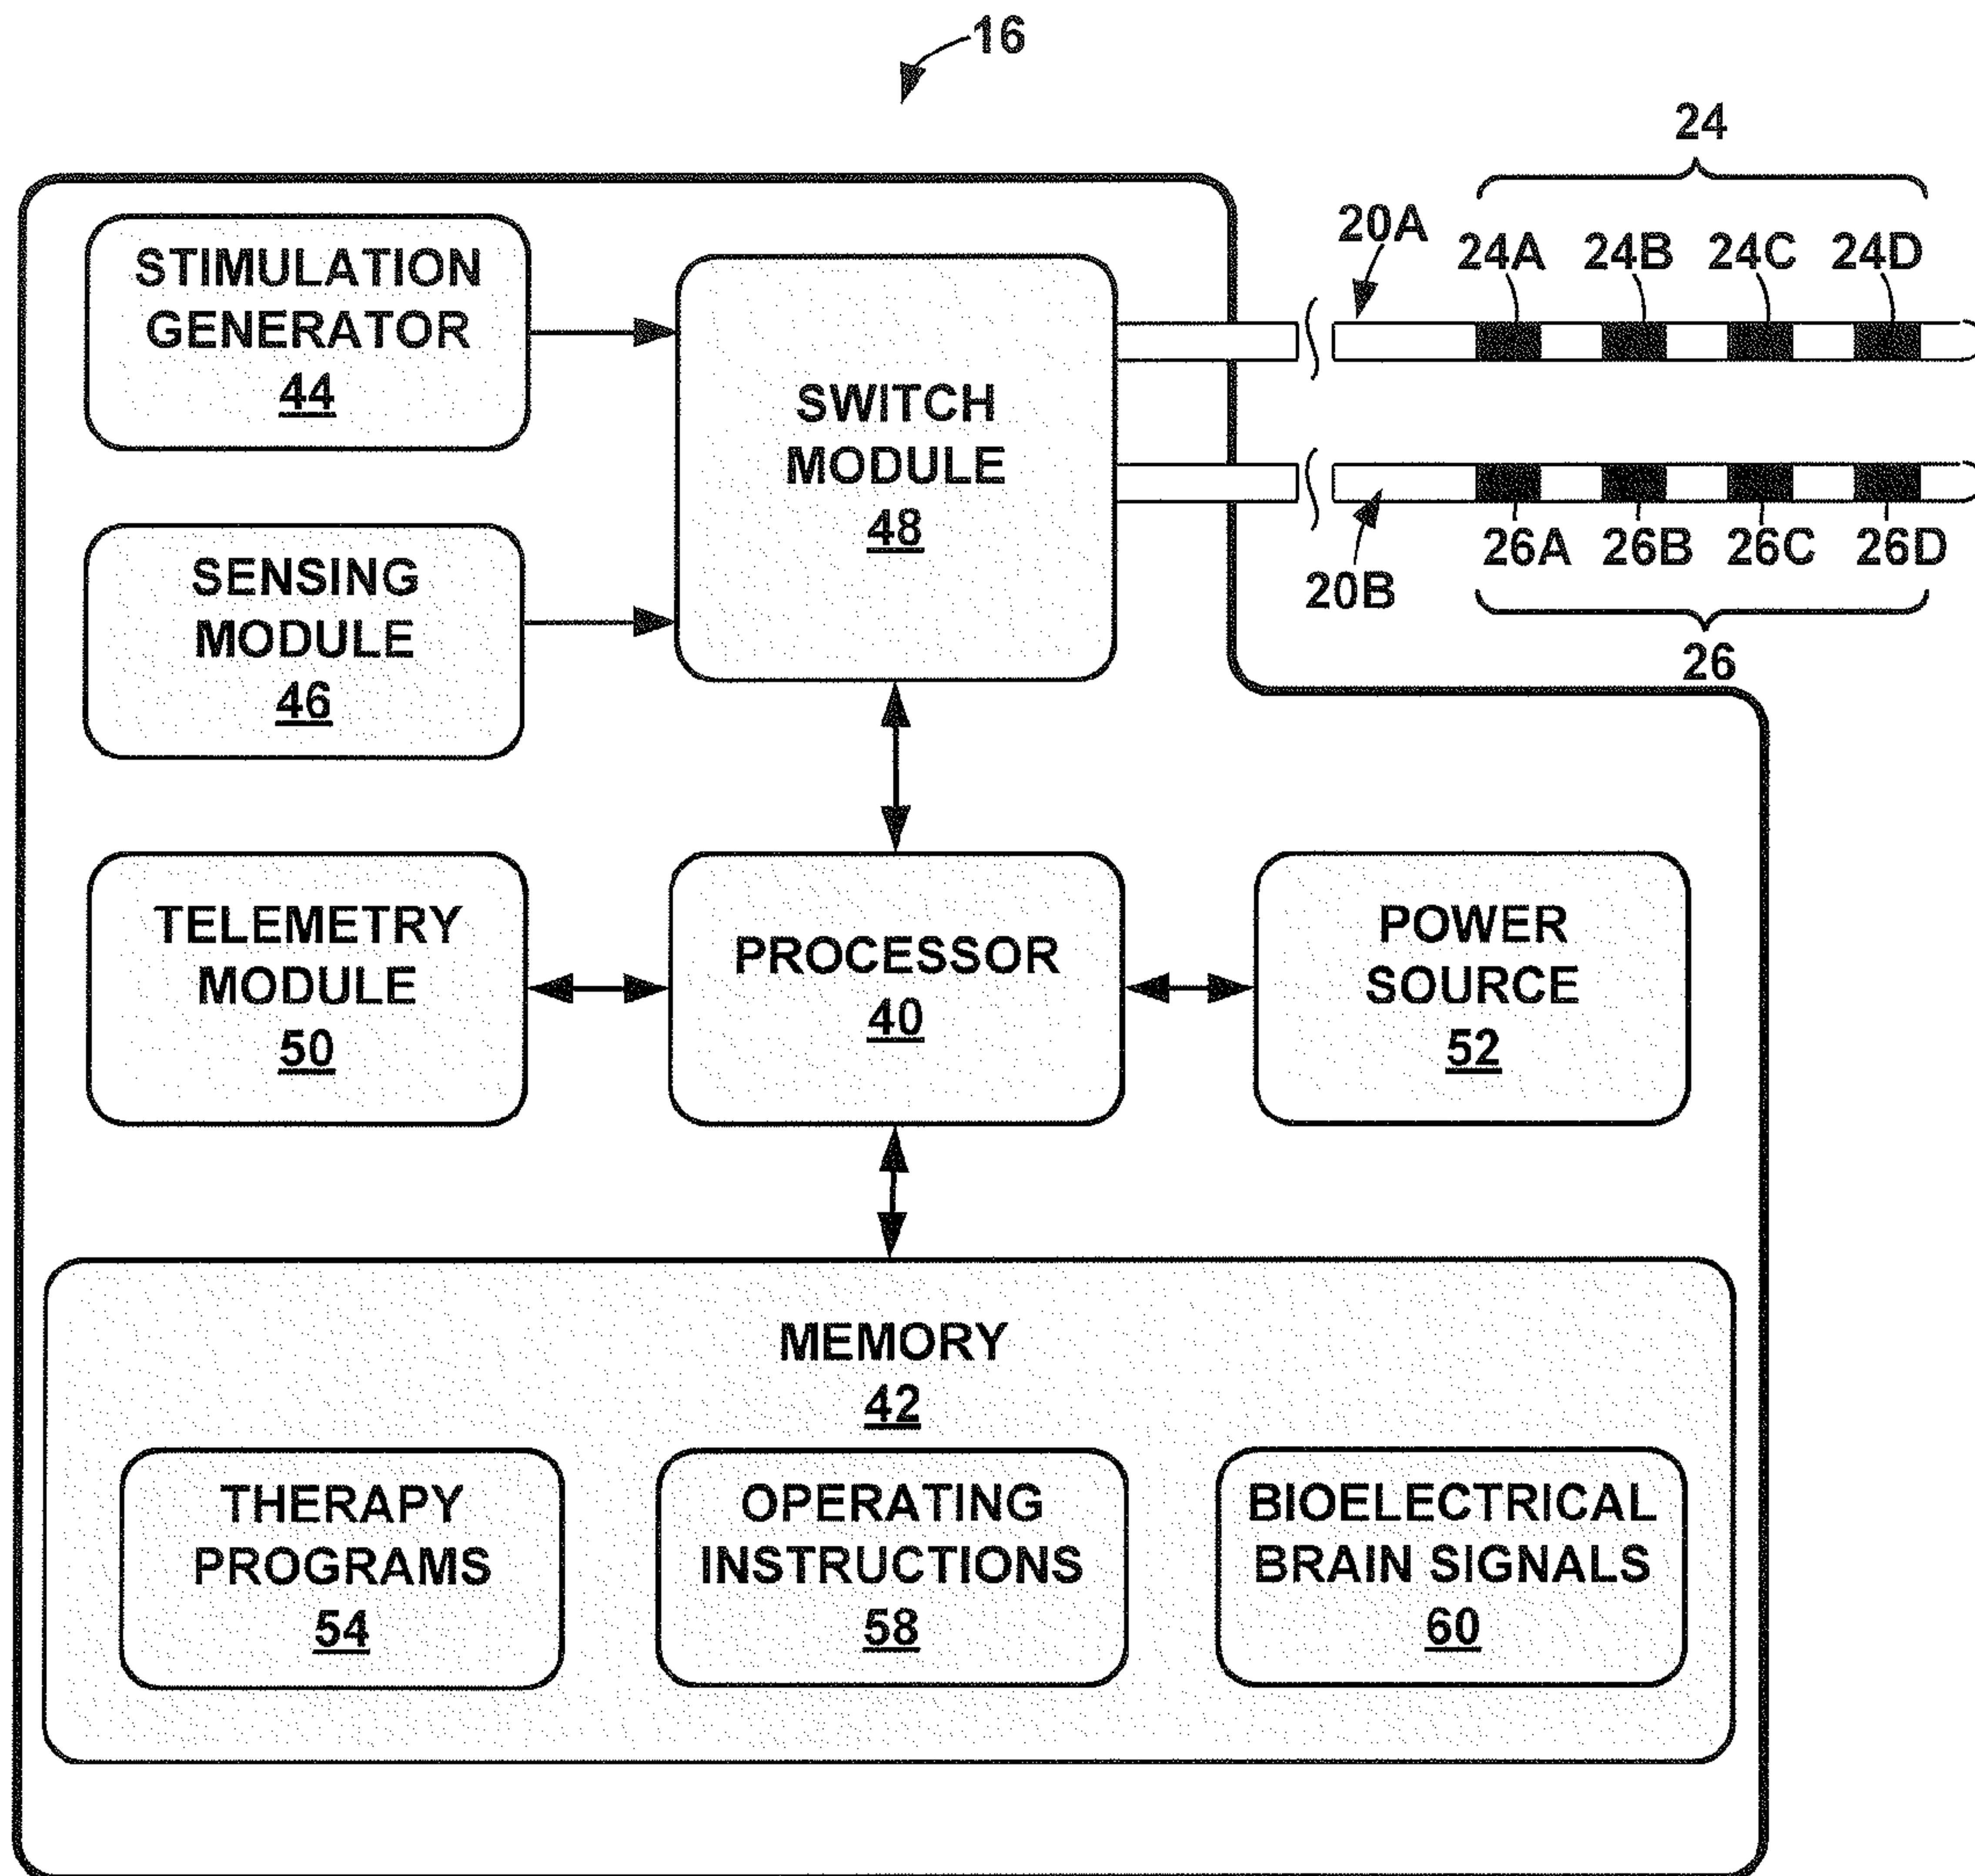 16
24
20A
24A 24B 24C 24D
STIMULATION
GENERATOR
44
SWITCH
MODULE
48
SENSING
MODULE
46
26A 26B 26C 26D
20B
26
TELEMETRY
MODULE
50
PROCESSOR
40
POWER
SOURCE
52
MEMORY
42
THERAPY
PROGRAMS
54
OPERATING
INSTRUCTIONS
58
BIOELECTRICAL
BRAIN SIGNALS
60